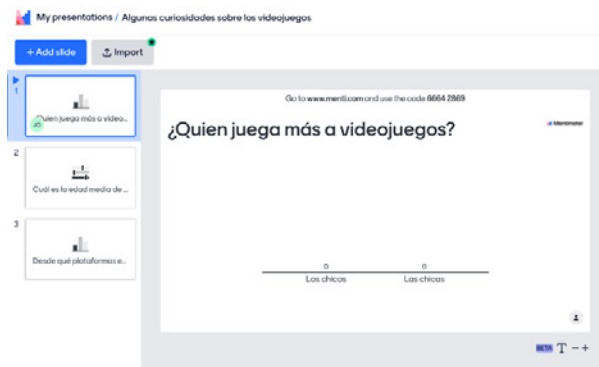 My presentations / Algunas curiosidades sobre los videojuegos
+ Add slide
Import
1
Quien juega más a video...
2
Cuál es la edad media de ...
3
Desde qué plataformas e...
Go to www.menti.com and use the code 6664 2869
¿Quien juega más a videojuegos?
Mentimeter
0 0
Los chicos Las chicas
BETA T - +